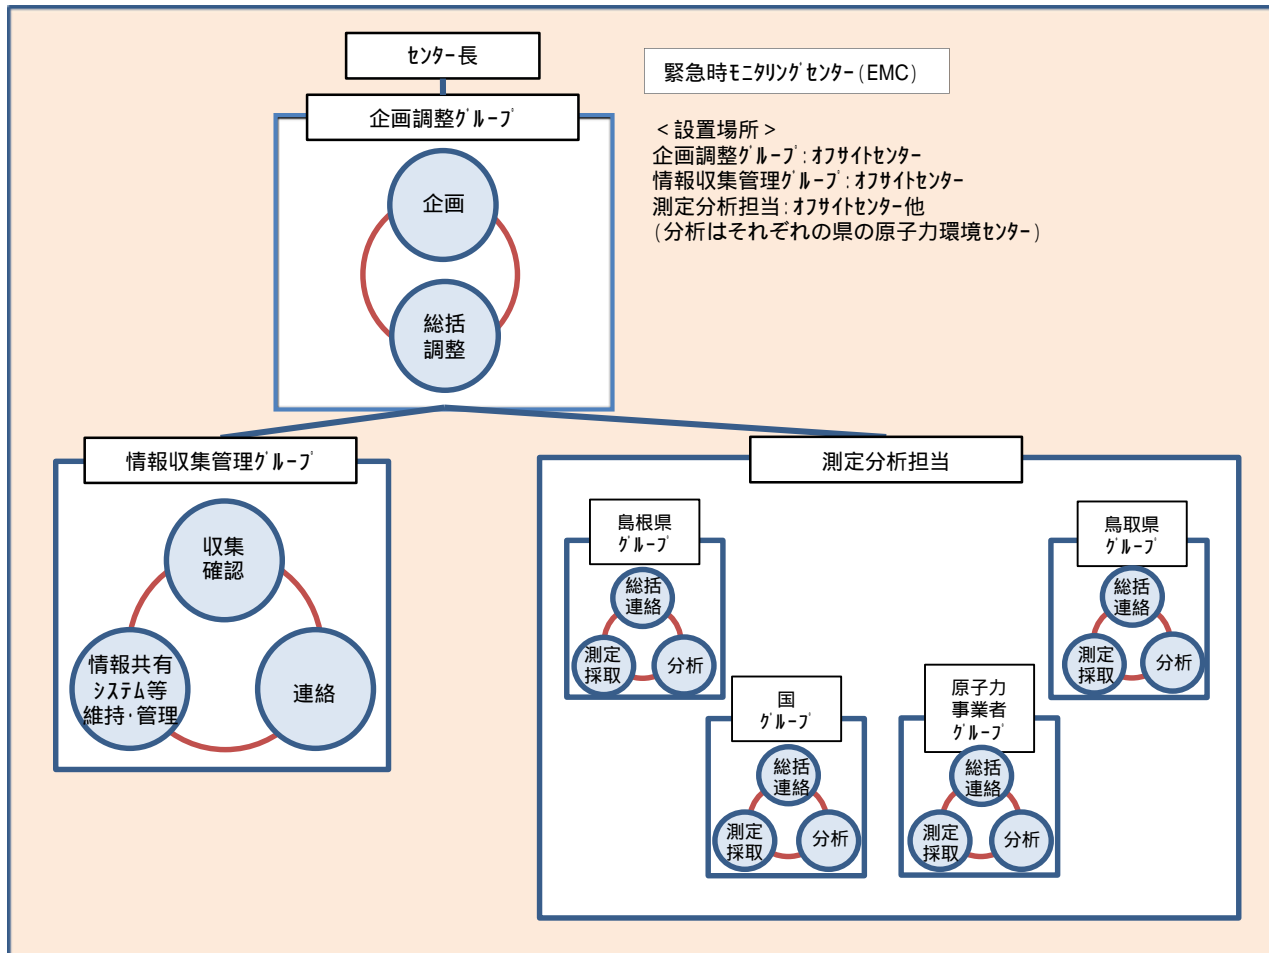 ｾﾝﾀｰ長
緊急時ﾓﾆﾀﾘﾝｸﾞｾﾝﾀｰ(EMC)
企画調整ｸﾞﾙｰﾌﾟ
企画
総括
調整
＜設置場所＞
企画調整ｸﾞﾙｰﾌﾟ:ｵﾌｻｲﾄｾﾝﾀｰ
情報収集管理ｸﾞﾙｰﾌﾟ:ｵﾌｻｲﾄｾﾝﾀｰ
測定分析担当:ｵﾌｻｲﾄｾﾝﾀｰ他
(分析はそれぞれの県の原子力環境ｾﾝﾀｰ)
情報収集管理ｸﾞﾙｰﾌﾟ
収集
確認
情報共有
ｼｽﾃﾑ等
維持･管理
連絡
測定分析担当
島根県
ｸﾞﾙｰﾌﾟ
総括
連絡
測定
採取
分析
国
ｸﾞﾙｰﾌﾟ
総括
連絡
測定
採取
分析
原子力
事業者
ｸﾞﾙｰﾌﾟ
総括
連絡
測定
採取
分析
鳥取県
ｸﾞﾙｰﾌﾟ
総括
連絡
測定
採取
分析